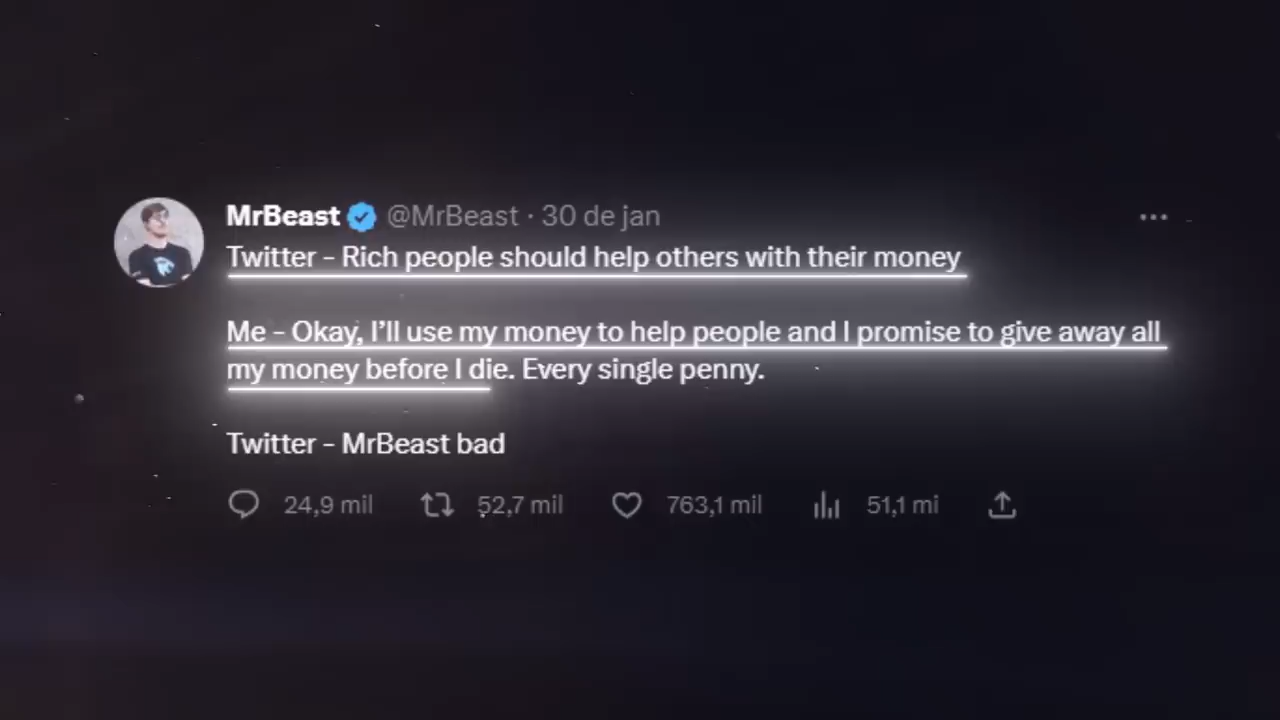 MrBeast @MrBeast · 30 de jan
Twitter - Rich people should help others with their money
Me - Okay, I’ll use my money to help people and I promise to give away all
my money before I die. Every single penny.
Twitter - MrBeast bad
24,9 mil 52,7 mil 763,1 mil 51,1 mi